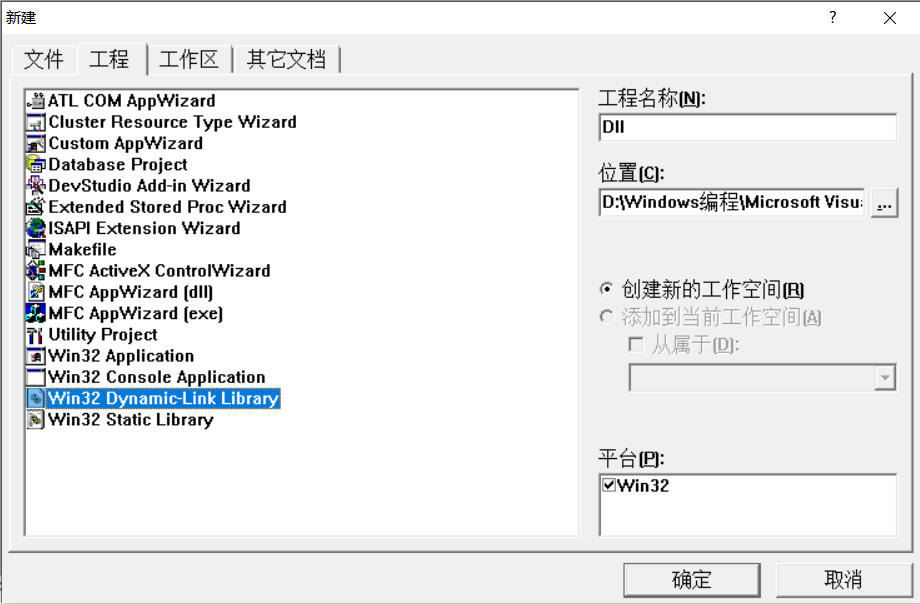 新建
文件 工程 工作区 其它文档
ATL COM AppWizard
Cluster Resource Type Wizard
Custom AppWizard
Database Project
DevStudio Add-in Wizard
Extended Stored Proc Wizard
ISAPI Extension Wizard
Makefile
MFC ActiveX ControlWizard
MFC AppWizard (dll)
MFC AppWizard (exe)
Utility Project
Win32 Application
Win32 Console Application
Win32 Dynamic-Link Library
Win32 Static Library
工程名称(N):
Dll
位置(C):
D:\Windows编程\Microsoft Visu
...
创建新的工作空间(R)
添加到当前工作空间(A)
从属于(D):
平台(P):
Win32
确定 取消